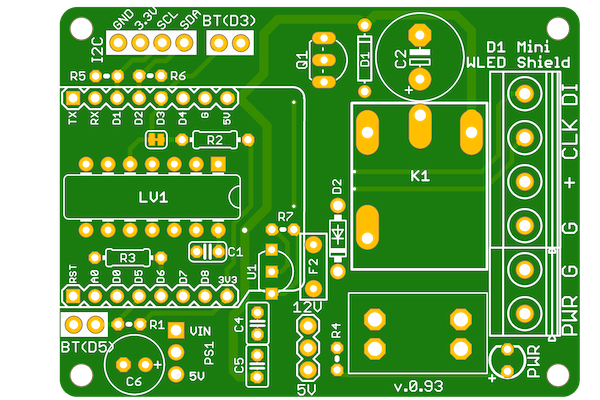 GND 3.3V SCL SDA
I2C
BT(D3)
Q1
D1
C2
+
D1 Mini
WLED Shield
R5
R6
TX RX D1 D2 D3 D4 G 5V
R2
DI
CLK
+
G
G
PWR
LV1
K1
D2
R7
C1
R3
U1
F2
RST A0 D0 D5 D6 D7 D8 3V3
12V
R1
BT(D5)
VIN
PS1
5V
C4
C5
C6
+
R4
5V
v.0.93
PWR
+